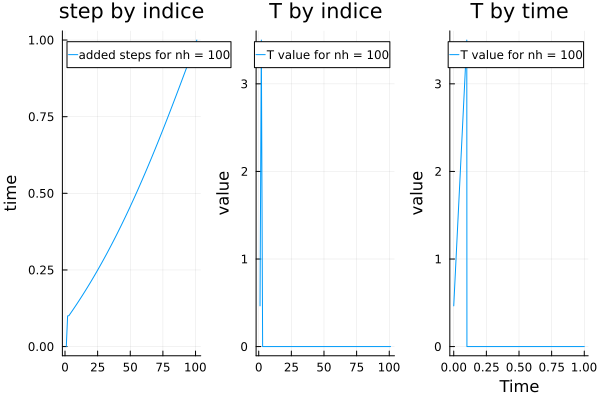 step by indice
added steps for nh = 100
time
1.00
0.75
0.50
0.25
0.00
0 25 50 75 100
T by indice
T value for nh = 100
value
3
2
1
0
0 25 50 75 100
T by time
T value for nh = 100
value
3
2
1
0
0.00 0.25 0.50 0.75 1.00
Time